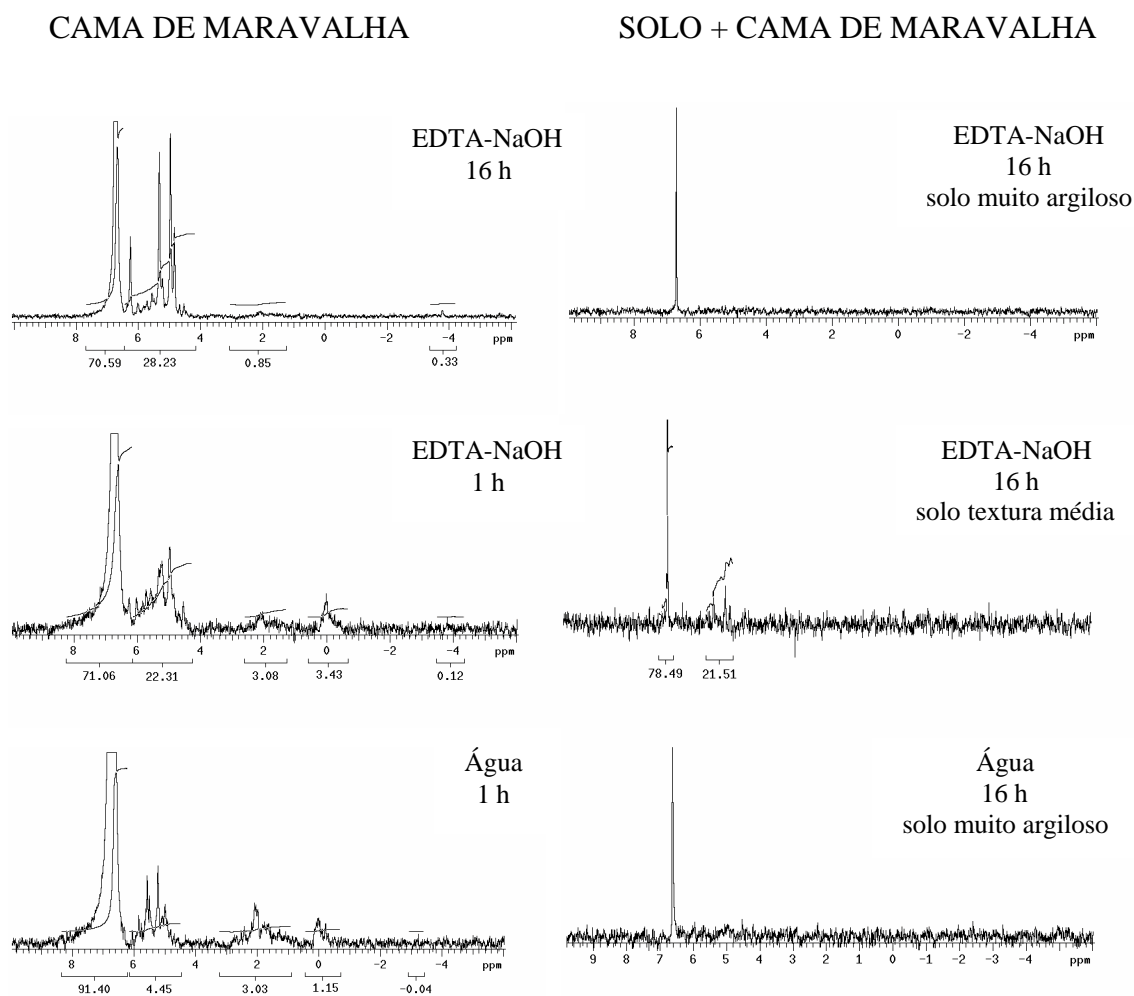 CAMA DE MARAVALHA
EDTA-NaOH
16 h
8 6 4 2 0 -2 -4 ppm
70.59 28.23 0.85 0.33
EDTA-NaOH
1 h
8 6 4 2 0 -2 -4 ppm
71.06 22.31 3.08 3.43 0.12
Água
1 h
8 6 4 2 0 -2 -4 ppm
91.40 4.45 3.03 1.15 -0.04
SOLO + CAMA DE MARAVALHA
EDTA-NaOH
16 h
solo muito argiloso
8 6 4 2 0 -2 -4 ppm
EDTA-NaOH
16 h
solo textura média
78.49 21.51
Água
16 h
solo muito argiloso
9 8 7 6 5 4 3 2 1 0 -1 -2 -3 -4 ppm